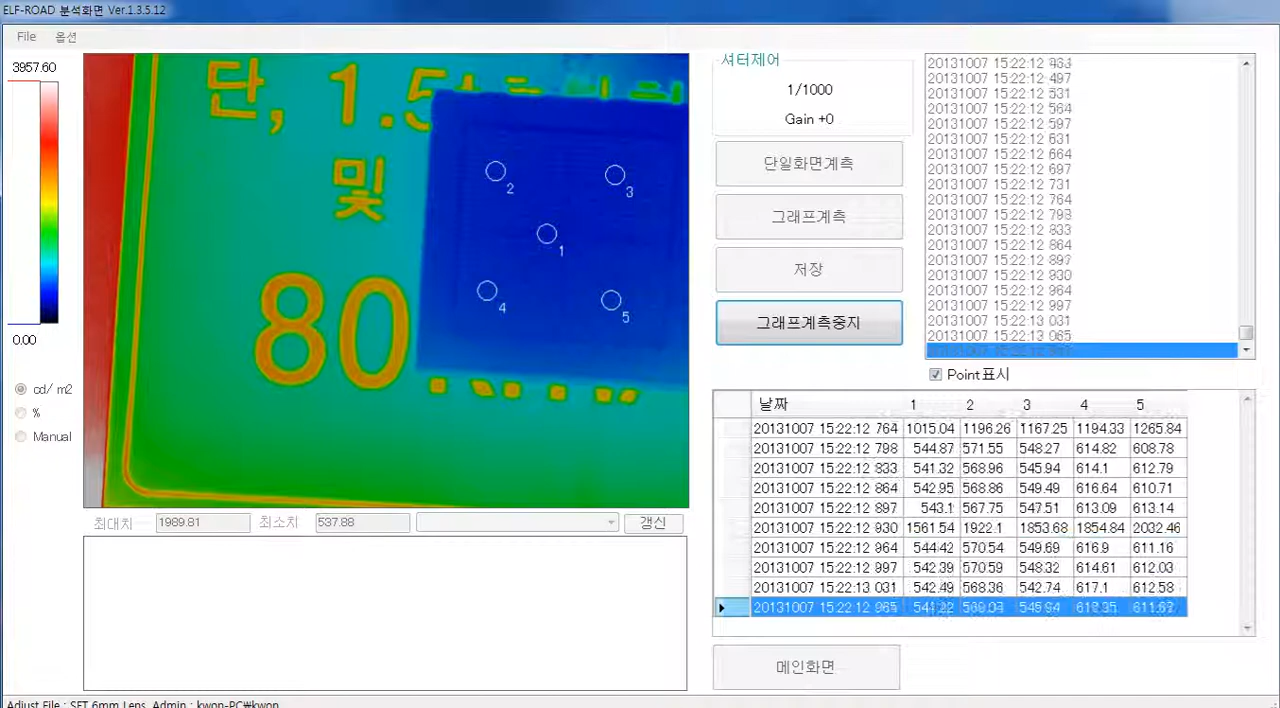 ELF-ROAD 분석화면 Ver.1.3.5.12
File 옵션
3957.60
0.00
cd/ m2
%
Manual
단, 1.5
및
80
2
3
1
4
5
최대치 1989.81 최소치 537.88 갱신
셔터제어
1/1000
Gain +0
단일화면계측
그래프계측
저장
그래프계측중지
20131007 15:22:12 463
20131007 15:22:12 497
20131007 15:22:12 531
20131007 15:22:12 564
20131007 15:22:12 597
20131007 15:22:12 631
20131007 15:22:12 664
20131007 15:22:12 697
20131007 15:22:12 731
20131007 15:22:12 764
20131007 15:22:12 798
20131007 15:22:12 833
20131007 15:22:12 864
20131007 15:22:12 897
20131007 15:22:12 930
20131007 15:22:12 964
20131007 15:22:12 997
20131007 15:22:13 031
20131007 15:22:13 065
Point표시
날짜 1 2 3 4 5
20131007 15:22:12 764 1015.04 1196.26 1167.25 1194.33 1265.84
20131007 15:22:12 798 544.87 571.55 548.27 614.82 608.78
20131007 15:22:12 833 541.32 568.96 545.94 614.1 612.79
20131007 15:22:12 864 542.95 568.86 549.49 616.64 610.71
20131007 15:22:12 897 543.1 567.75 547.51 613.09 613.14
20131007 15:22:12 930 1561.54 1922.1 1853.68 1854.84 2032.46
20131007 15:22:12 964 544.42 570.54 549.69 616.9 611.16
20131007 15:22:12 997 542.39 570.59 548.32 614.61 612.03
20131007 15:22:13 031 542.49 568.36 542.74 617.1 612.58
20131007 15:22:12
메인화면
Adjust File : SET 6mm Lens, Admin : kwon-PC₩kwon